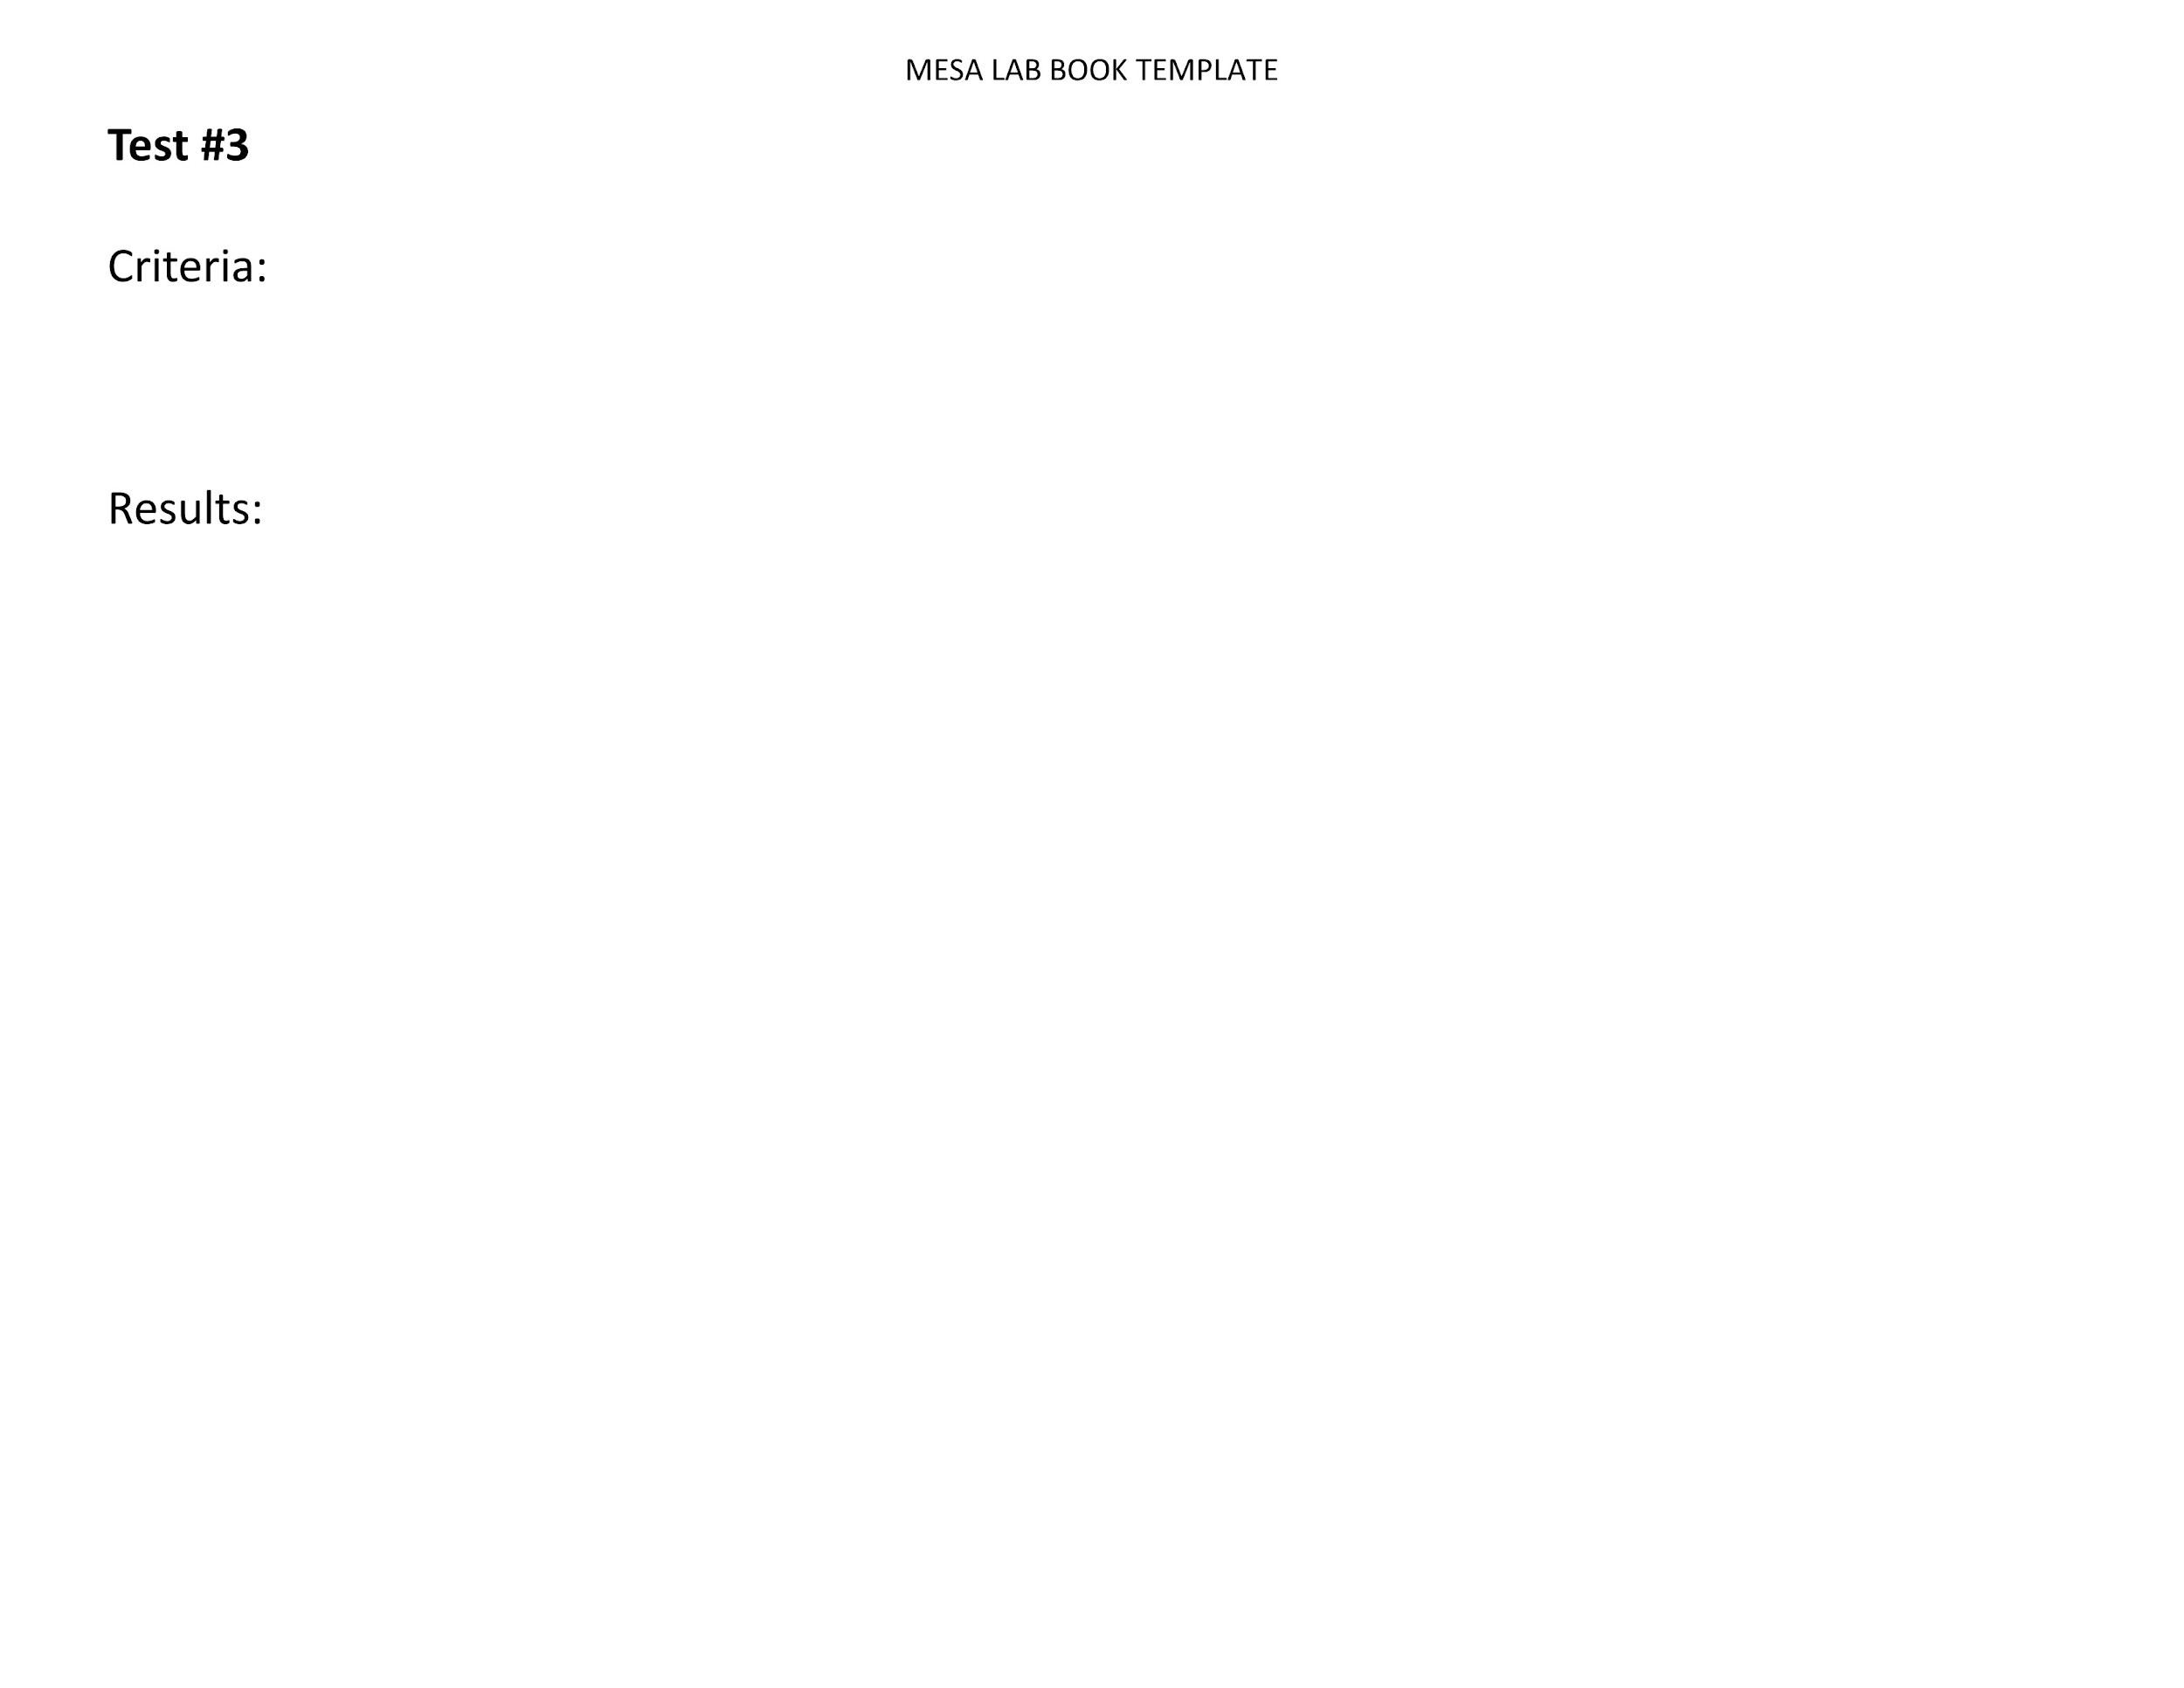 MESA LAB BOOK TEMPLATE
Test #3
Criteria:
Results: